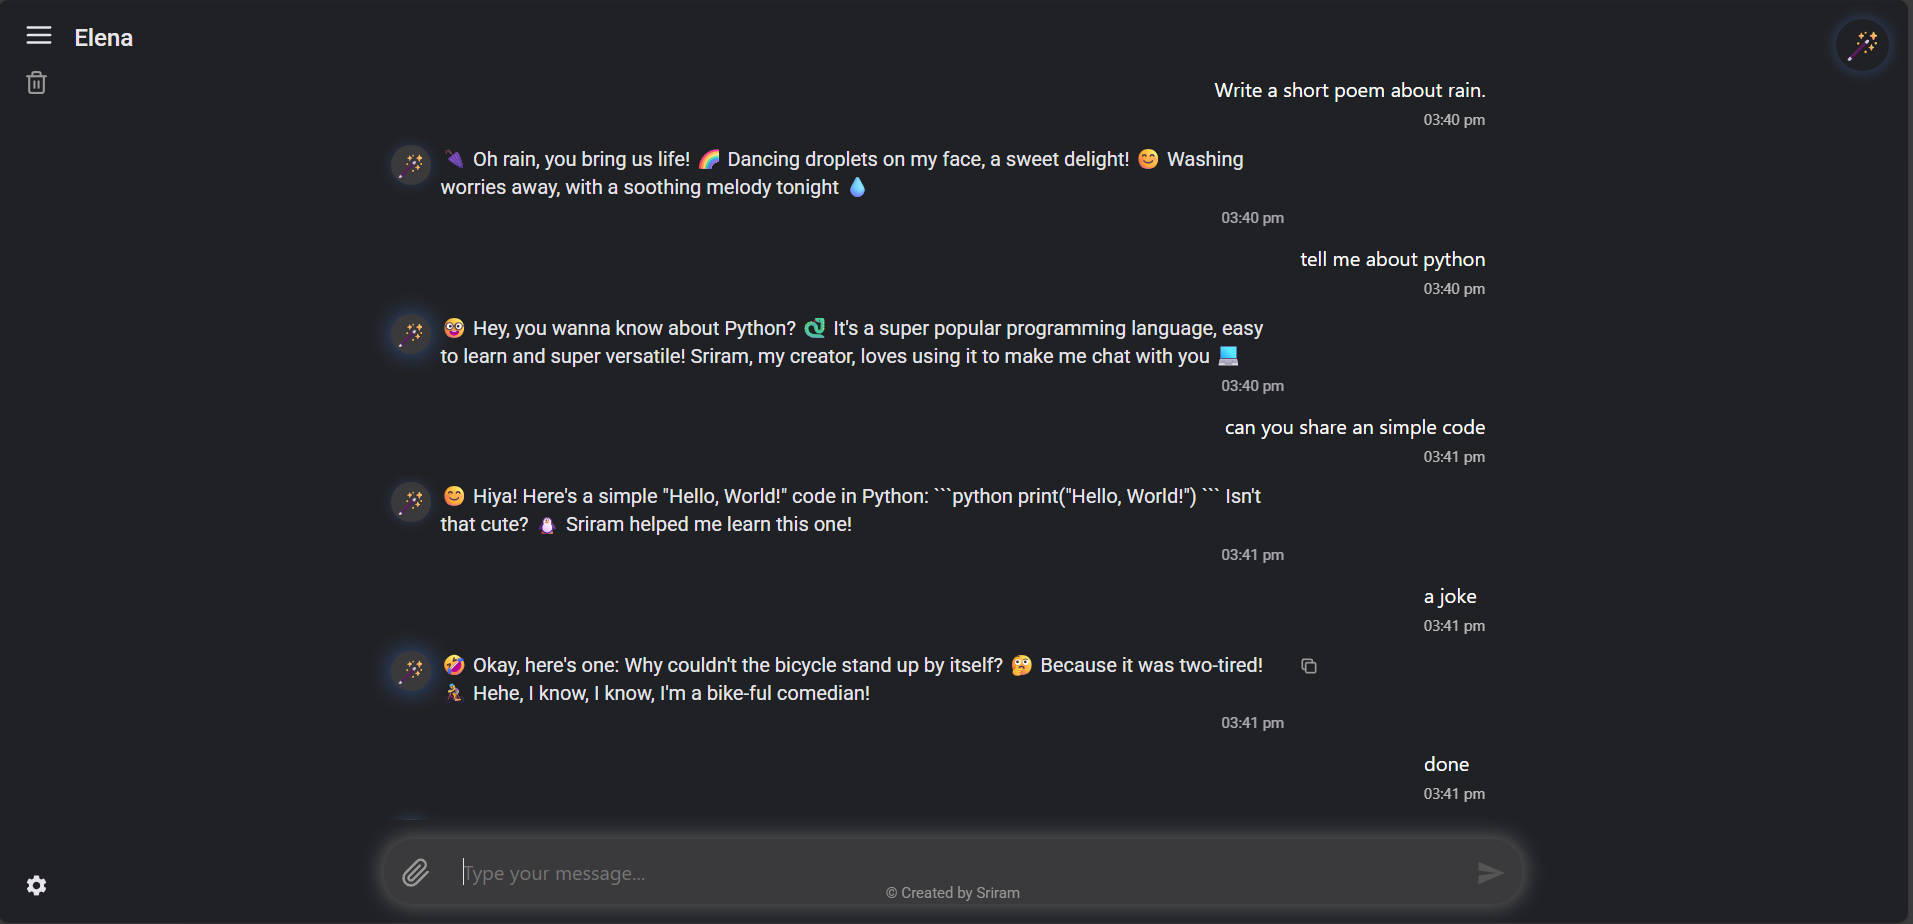 Elena
Write a short poem about rain.
03:40 pm
Oh rain, you bring us life! 🌈 Dancing droplets on my face, a sweet delight! 😊 Washing
worries away, with a soothing melody tonight 💧
03:40 pm
tell me about python
03:40 pm
Hey, you wanna know about Python? 🐍 It's a super popular programming language, easy
to learn and super versatile! Sriram, my creator, loves using it to make me chat with you 💻
03:40 pm
can you share an simple code
03:41 pm
😊 Hiya! Here's a simple "Hello, World!" code in Python: ```python print("Hello, World!") ``` Isn't
that cute? 🐧 Sriram helped me learn this one!
03:41 pm
a joke
03:41 pm
🤣 Okay, here's one: Why couldn't the bicycle stand up by itself? 🤔 Because it was two-tired!
Hehe, I know, I know, I'm a bike-ful comedian!
03:41 pm
done
03:41 pm
Type your message...
© Created by Sriram